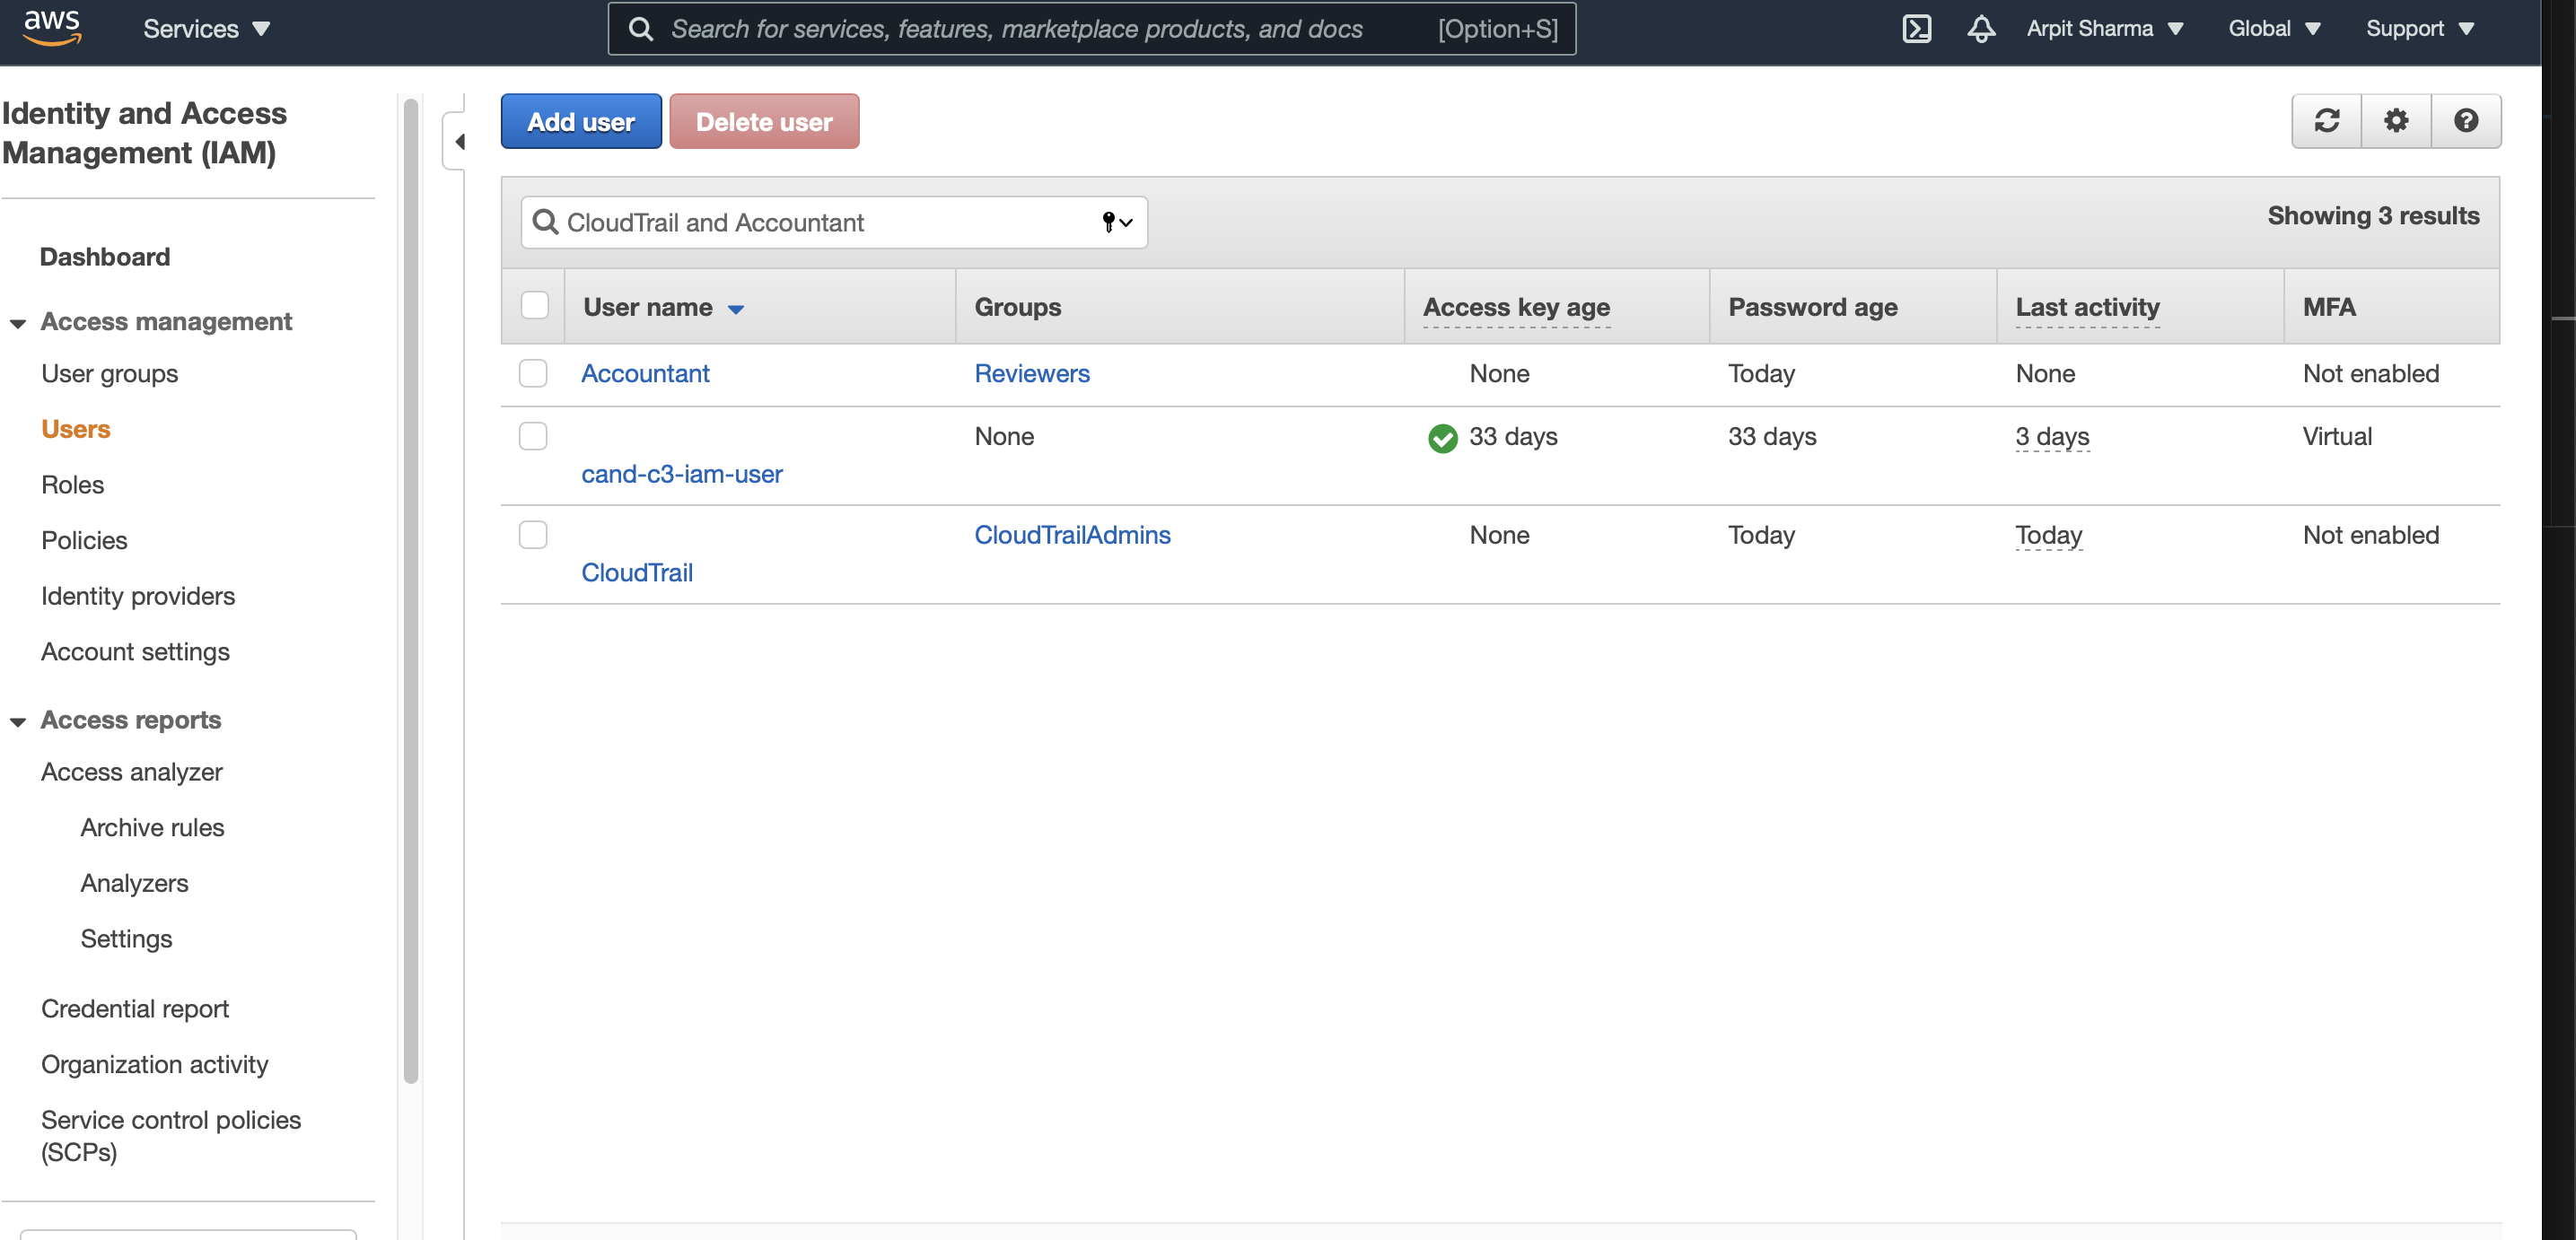 aws
Services
Search for services, features, marketplace products, and docs [Option+S]
Arpit Sharma
Global
Support
Identity and Access
Management (IAM)
Dashboard
Access management
User groups
Users
Roles
Policies
Identity providers
Account settings
Access reports
Access analyzer
Archive rules
Analyzers
Settings
Credential report
Organization activity
Service control policies
(SCPs)
Add user
Delete user
CloudTrail and Accountant
Showing 3 results
User name Groups Access key age Password age Last activity MFA
Accountant Reviewers None Today None Not enabled
cand-c3-iam-user None 33 days 33 days 3 days Virtual
CloudTrail CloudTrailAdmins None Today Today Not enabled